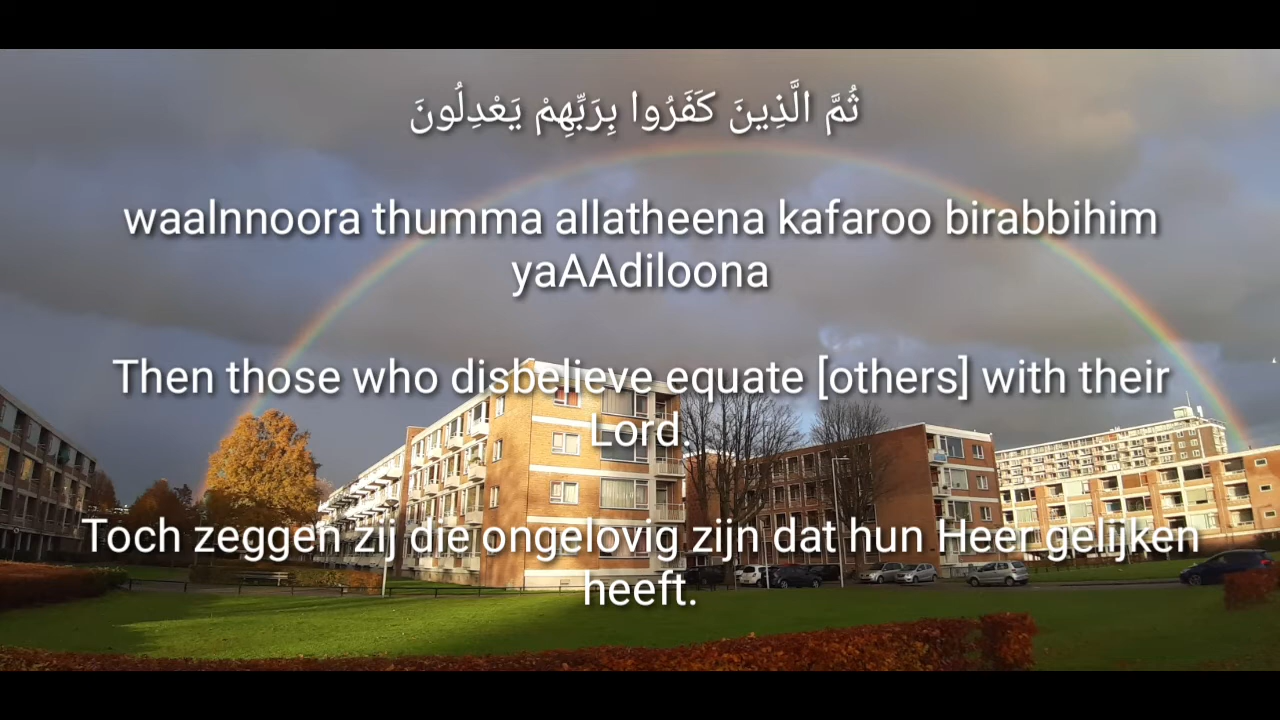 ثُمَّ الَّذِينَ كَفَرُوا بِرَبِّهِمْ يَعْدِلُونَ
waalnnoora thumma allatheena kafaroo birabbihim
yaAAdiloona
Then those who disbelieve equate [others] with their
Lord.
Toch zeggen zij die ongelovig zijn dat hun Heer gelijken
heeft.